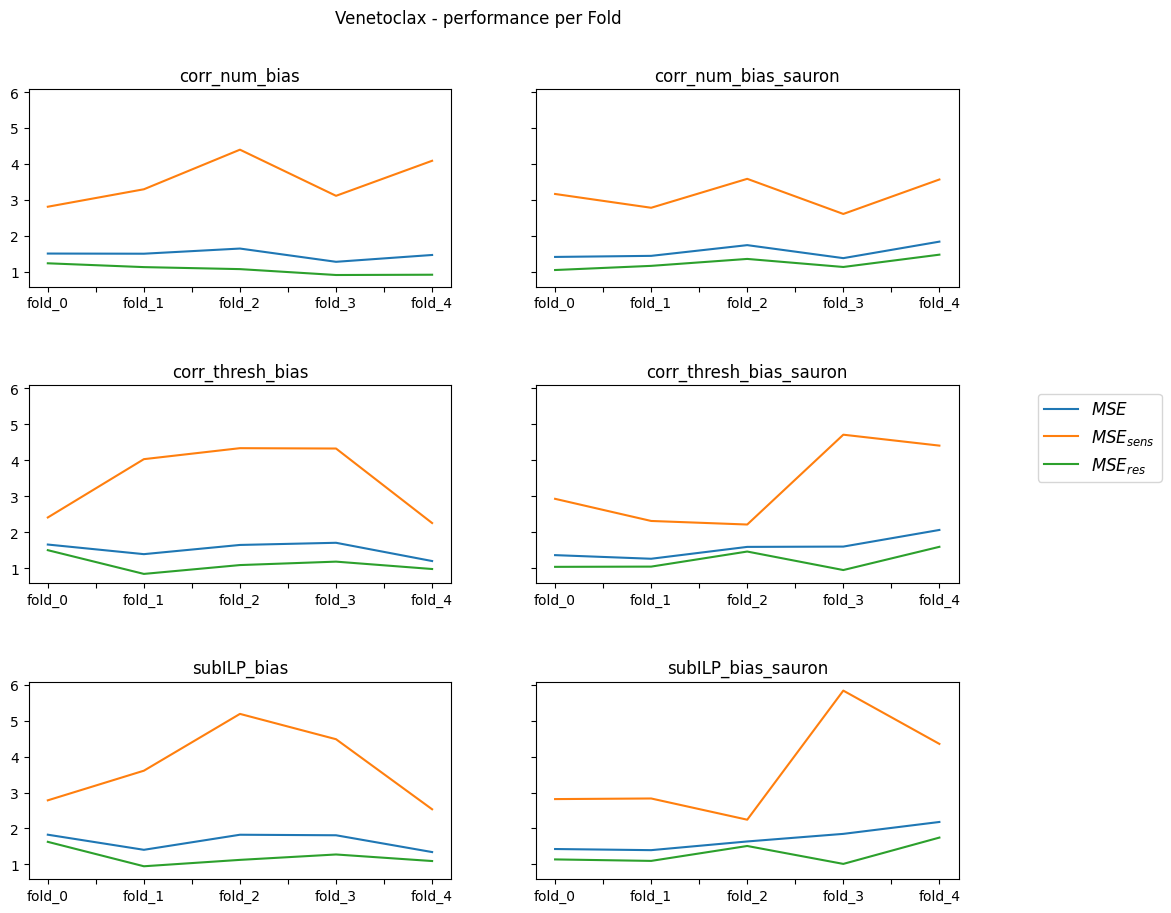 Venetoclax - performance per Fold
corr_num_bias
corr_num_bias_sauron
6
5
4
3
2
1
fold_0 fold_1 fold_2 fold_3 fold_4
fold_0 fold_1 fold_2 fold_3 fold_4
corr_thresh_bias
corr_thresh_bias_sauron
6
5
4
3
2
1
fold_0 fold_1 fold_2 fold_3 fold_4
fold_0 fold_1 fold_2 fold_3 fold_4
MSE
MSE_sens
MSE_res
subILP_bias
subILP_bias_sauron
6
5
4
3
2
1
fold_0 fold_1 fold_2 fold_3 fold_4
fold_0 fold_1 fold_2 fold_3 fold_4